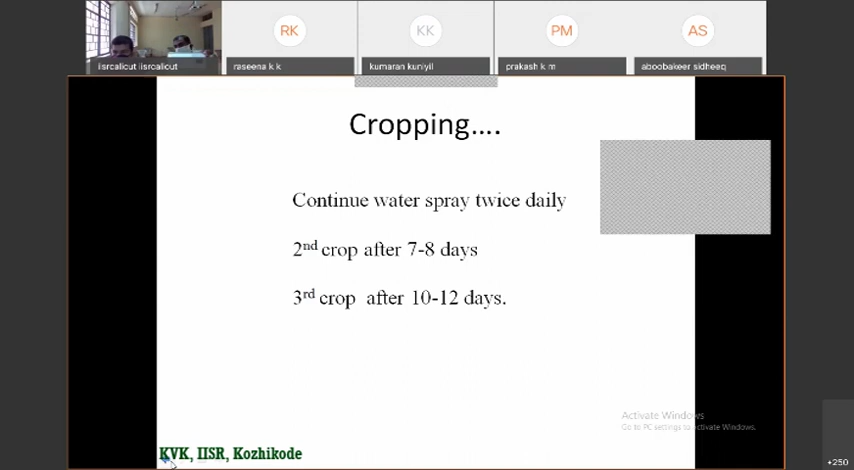 RK
KK
PM
AS
iisrcalicut iisrcalicut
raseena k k
kumaran kuniyil
prakash k m
aboobakeer sidheeq
Cropping....
Continue water spray twice daily
2nd crop after 7-8 days
3rd crop after 10-12 days.
Activate Windows
Go to PC settings to activate Windows.
KVK, IISR, Kozhikode
+250